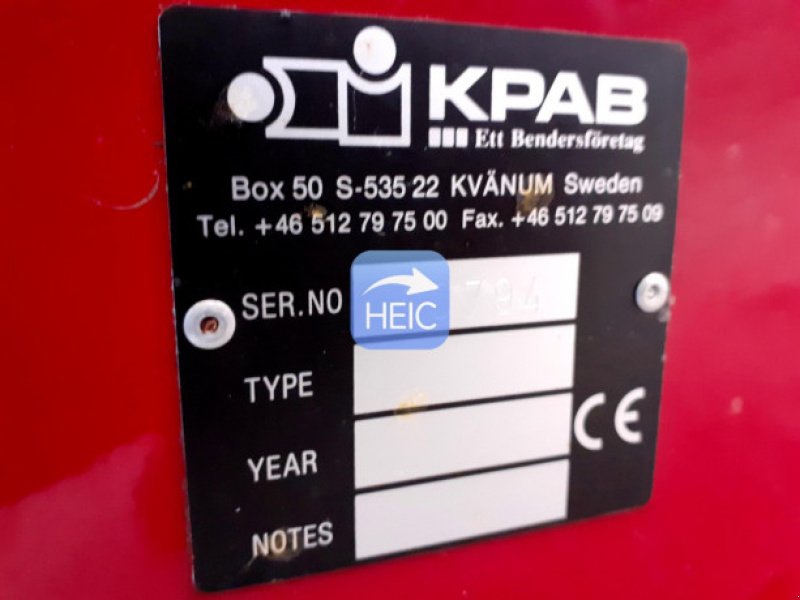 KPAB
Ett Bendersföretag
Box 50 S-535 22 KVÄNUM Sweden
Tel. +46 512 79 75 00 Fax. +46 512 79 75 09
SER.NO 794
HEIC
TYPE
YEAR
CE
NOTES